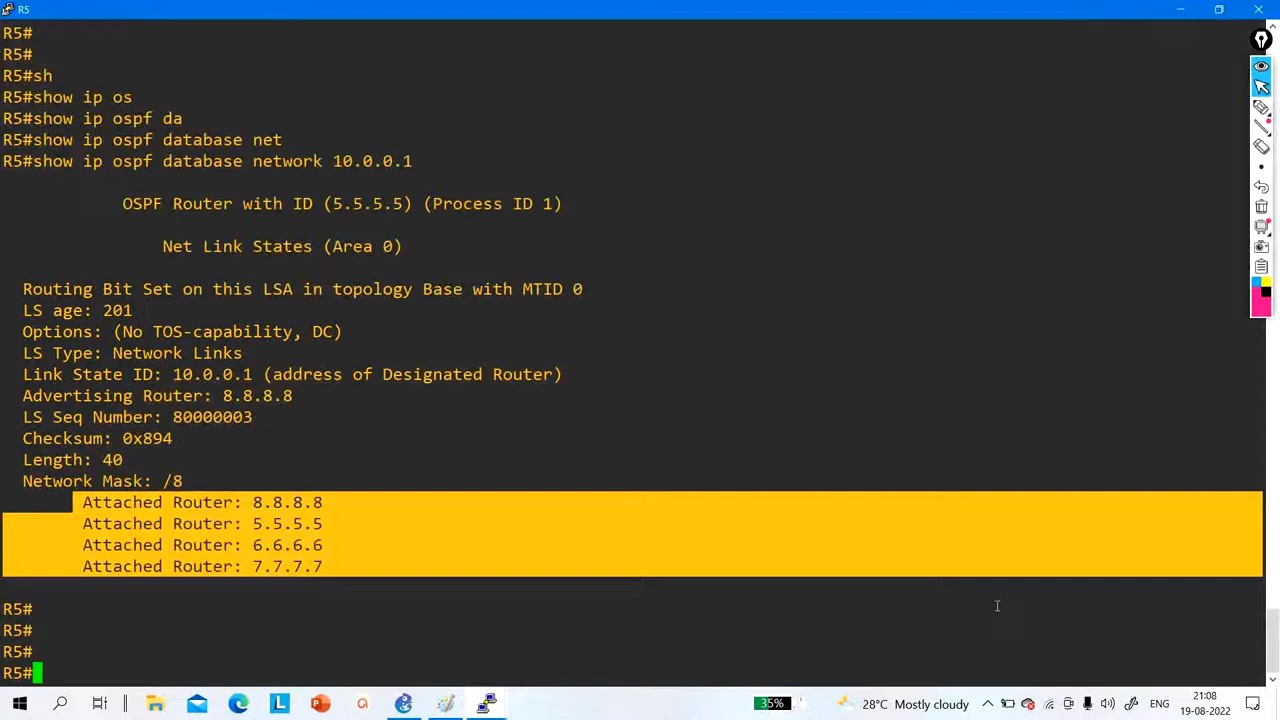 R5
R5#
R5#
R5#sh
R5#show ip os
R5#show ip ospf da
R5#show ip ospf database net
R5#show ip ospf database network 10.0.0.1
OSPF Router with ID (5.5.5.5) (Process ID 1)
Net Link States (Area 0)
Routing Bit Set on this LSA in topology Base with MTID 0
LS age: 201
Options: (No TOS-capability, DC)
LS Type: Network Links
Link State ID: 10.0.0.1 (address of Designated Router)
Advertising Router: 8.8.8.8
LS Seq Number: 80000003
Checksum: 0x894
Length: 40
Network Mask: /8
Attached Router: 8.8.8.8
Attached Router: 5.5.5.5
Attached Router: 6.6.6.6
Attached Router: 7.7.7.7
R5#
R5#
R5#
R5#
35%
28°C Mostly cloudy
ENG
21:08
19-08-2022